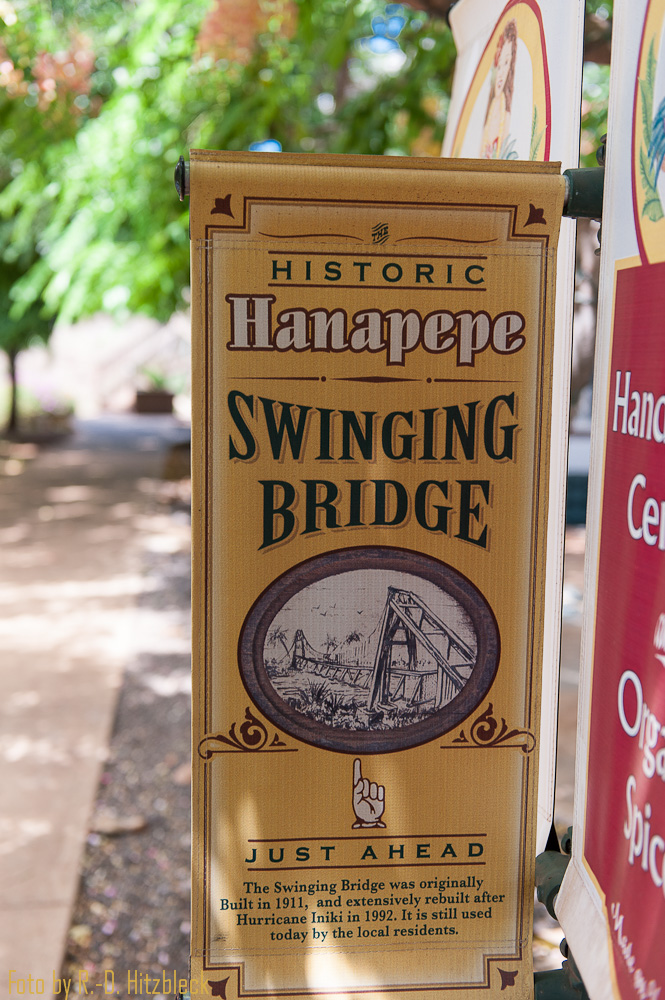 THE
HISTORIC
Hanapepe
SWINGING
BRIDGE
JUST AHEAD
The Swinging Bridge was originally
Built in 1911, and extensively rebuilt after
Hurricane Iniki in 1992. It is still used
today by the local residents.
Foto by K.-D. Hitzbleck